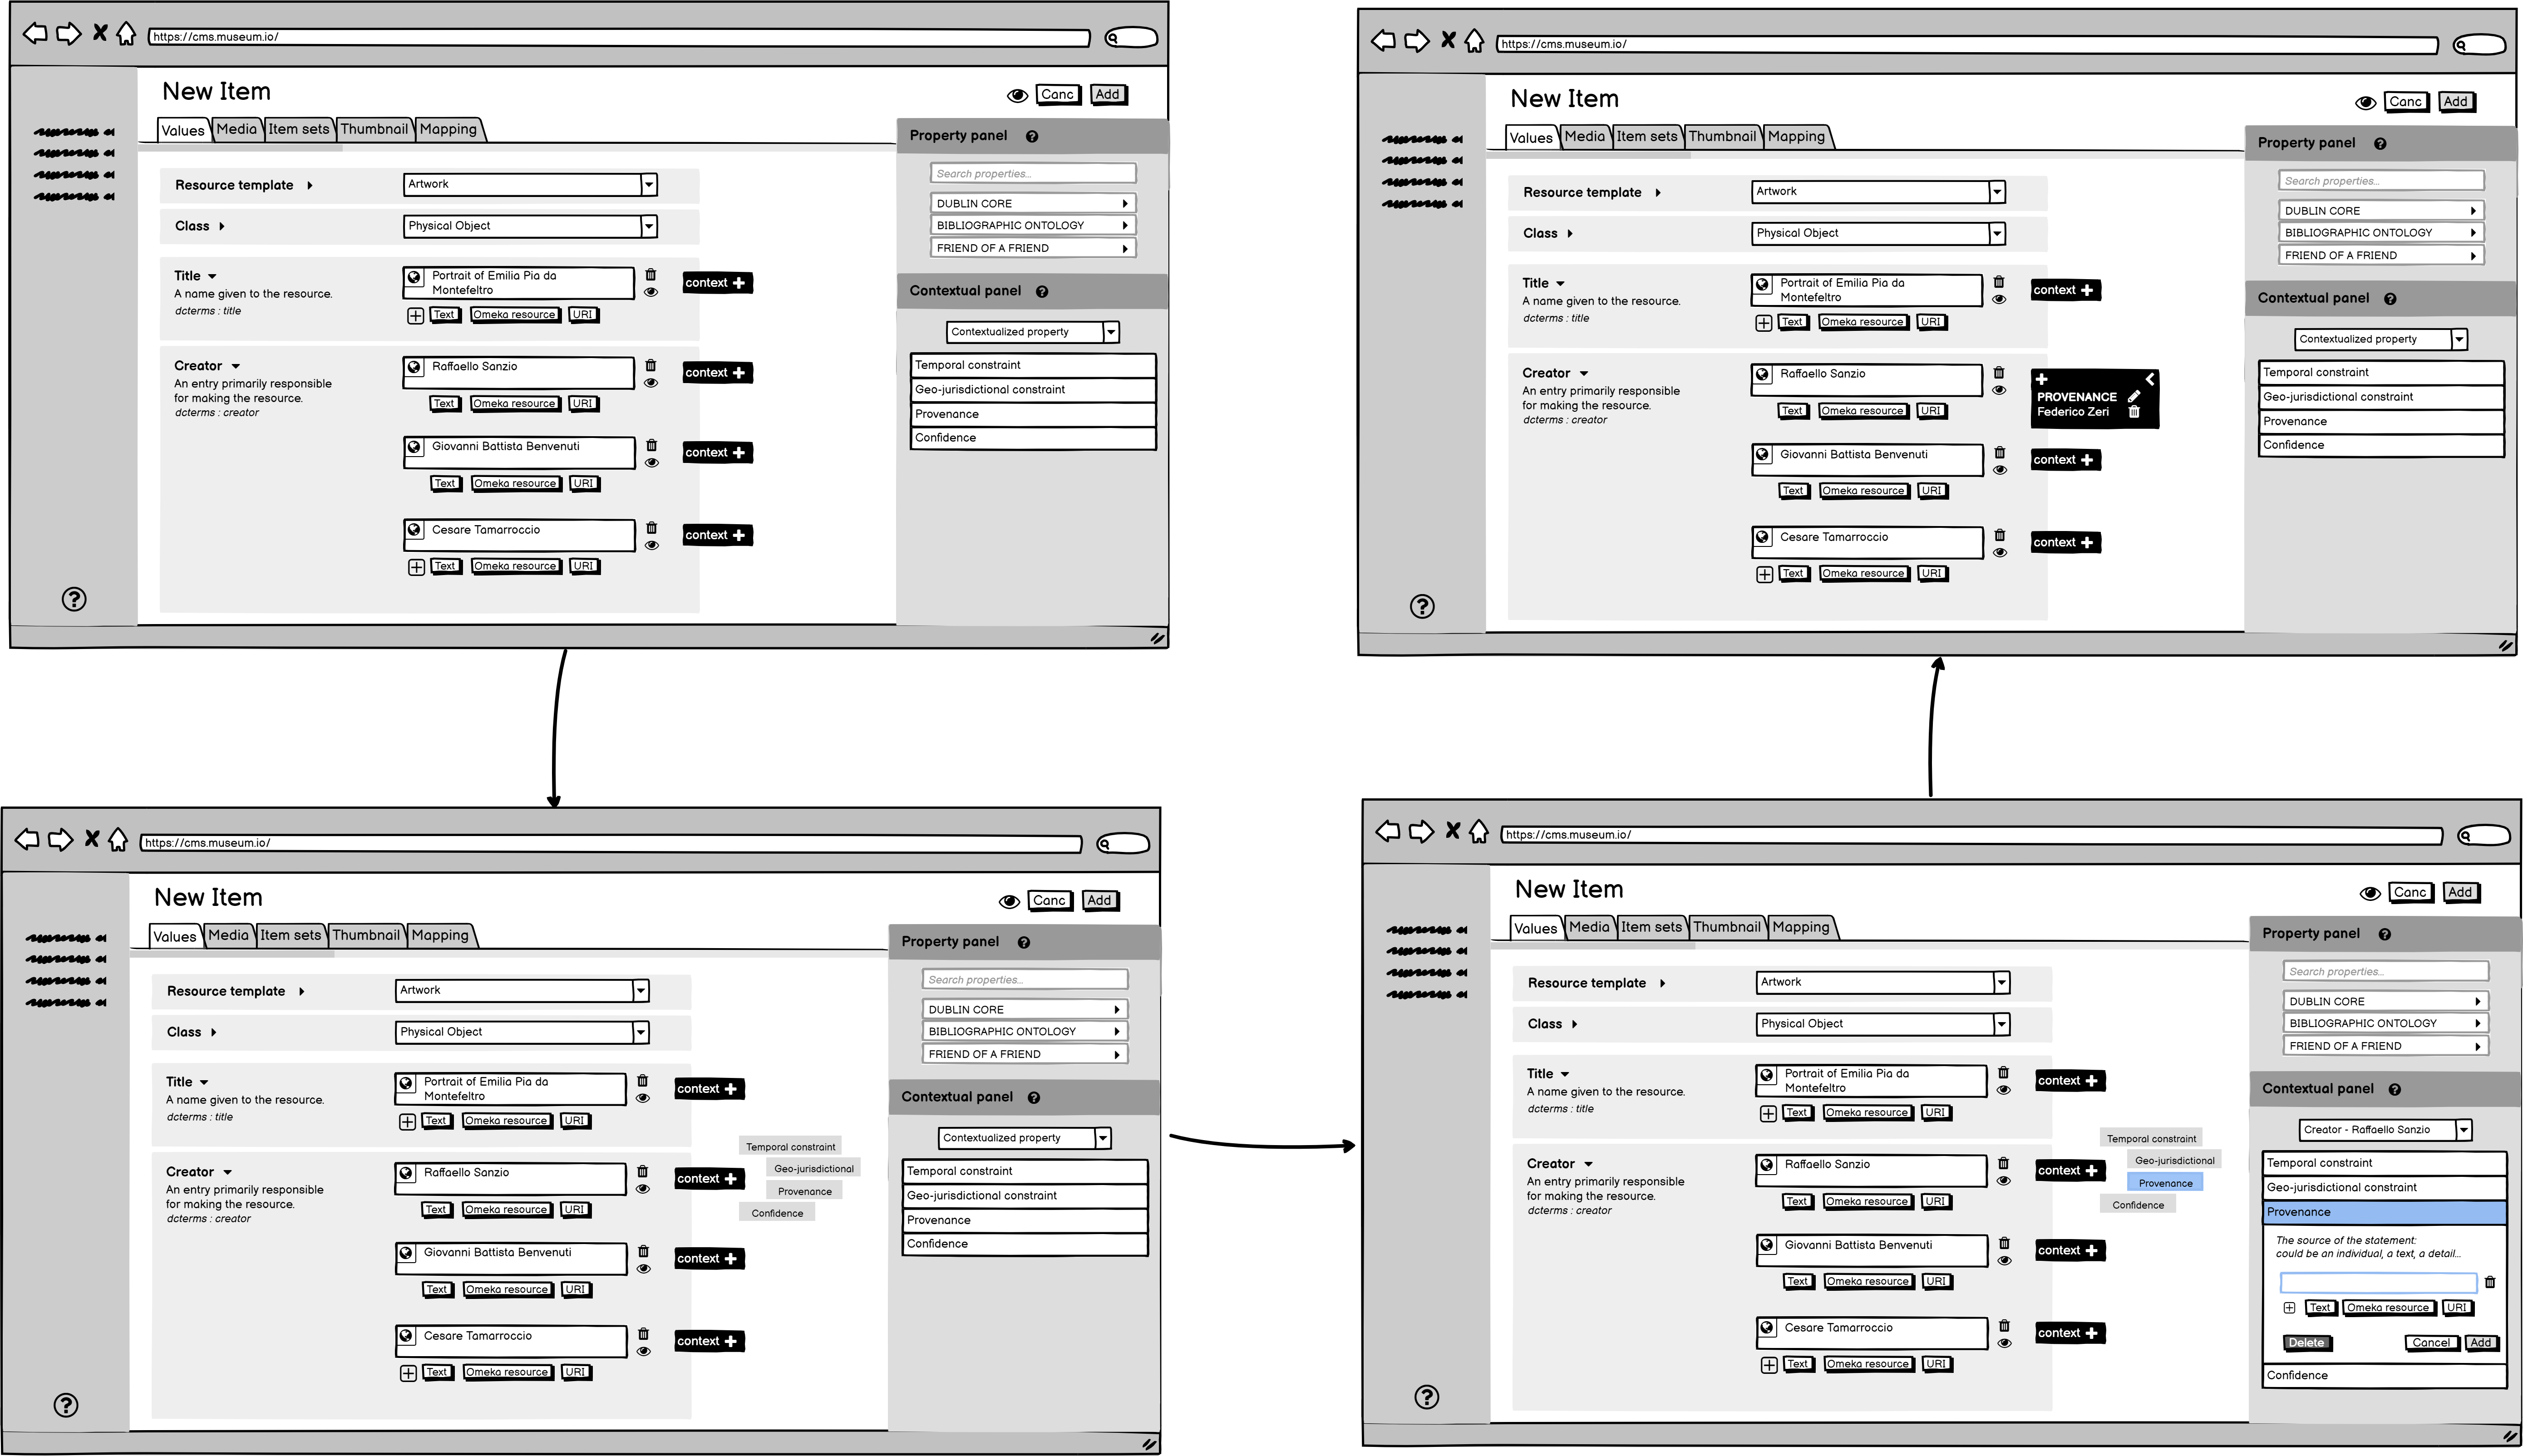 https://cms.museum.io/
New Item
Canc
Add
Values
Media
Item sets
Thumbnail
Mapping
Resource template
Artwork
Class
Physical Object
Title
A name given to the resource.
dcterms : title
Portrait of Emilia Pia da
Montefeltro
Text
Omeka resource
URI
context
Creator
An entry primarily responsible
for making the resource.
dcterms : creator
Raffaello Sanzio
Text
Omeka resource
URI
context
Giovanni Battista Benvenuti
Text
Omeka resource
URI
context
Cesare Tamarroccio
Text
Omeka resource
URI
context
Property panel
Search properties...
DUBLIN CORE
BIBLIOGRAPHIC ONTOLOGY
FRIEND OF A FRIEND
Contextual panel
Contextualized property
Temporal constraint
Geo-jurisdictional constraint
Provenance
Confidence
https://cms.museum.io/
New Item
Canc
Add
Values
Media
Item sets
Thumbnail
Mapping
Resource template
Artwork
Class
Physical Object
Title
A name given to the resource.
dcterms : title
Portrait of Emilia Pia da
Montefeltro
Text
Omeka resource
URI
context
Creator
An entry primarily responsible
for making the resource.
dcterms : creator
Raffaello Sanzio
Text
Omeka resource
URI
PROVENANCE
Federico Zeri
Giovanni Battista Benvenuti
Text
Omeka resource
URI
context
Cesare Tamarroccio
Text
Omeka resource
URI
context
Property panel
Search properties...
DUBLIN CORE
BIBLIOGRAPHIC ONTOLOGY
FRIEND OF A FRIEND
Contextual panel
Contextualized property
Temporal constraint
Geo-jurisdictional constraint
Provenance
Confidence
https://cms.museum.io/
New Item
Canc
Add
Values
Media
Item sets
Thumbnail
Mapping
Resource template
Artwork
Class
Physical Object
Title
A name given to the resource.
dcterms : title
Portrait of Emilia Pia da
Montefeltro
Text
Omeka resource
URI
context
Creator
An entry primarily responsible
for making the resource.
dcterms : creator
Raffaello Sanzio
Text
Omeka resource
URI
context
Temporal constraint
Geo-jurisdictional
Provenance
Confidence
Giovanni Battista Benvenuti
Text
Omeka resource
URI
context
Cesare Tamarroccio
Text
Omeka resource
URI
context
Property panel
Search properties...
DUBLIN CORE
BIBLIOGRAPHIC ONTOLOGY
FRIEND OF A FRIEND
Contextual panel
Contextualized property
Temporal constraint
Geo-jurisdictional constraint
Provenance
Confidence
https://cms.museum.io/
New Item
Canc
Add
Values
Media
Item sets
Thumbnail
Mapping
Resource template
Artwork
Class
Physical Object
Title
A name given to the resource.
dcterms : title
Portrait of Emilia Pia da
Montefeltro
Text
Omeka resource
URI
context
Creator
An entry primarily responsible
for making the resource.
dcterms : creator
Raffaello Sanzio
Text
Omeka resource
URI
context
Temporal constraint
Geo-jurisdictional
Provenance
Confidence
Giovanni Battista Benvenuti
Text
Omeka resource
URI
context
Cesare Tamarroccio
Text
Omeka resource
URI
context
Property panel
Search properties...
DUBLIN CORE
BIBLIOGRAPHIC ONTOLOGY
FRIEND OF A FRIEND
Contextual panel
Creator - Raffaello Sanzio
Temporal constraint
Geo-jurisdictional constraint
Provenance
The source of the statement:
could be an individual, a text, a detail...
Text
Omeka resource
URI
Delete
Cancel
Add
Confidence